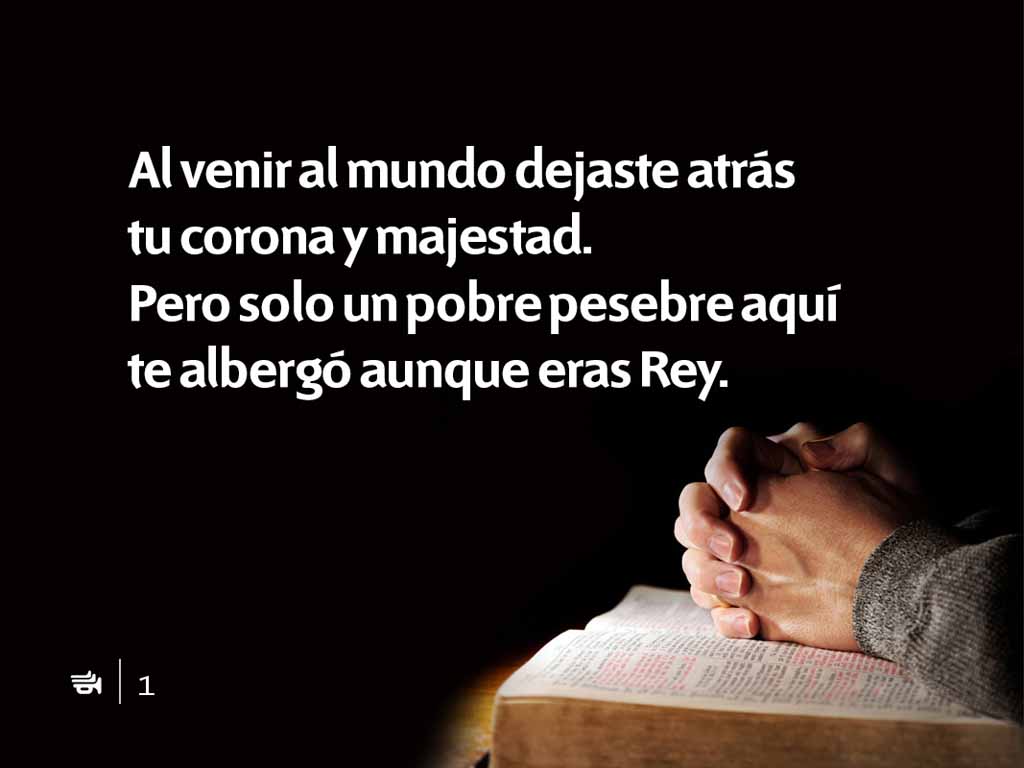 Al venir al mundo dejaste atrás
tu corona y majestad.
Pero solo un pobre pesebre aquí
te albergó aunque eras Rey.
1